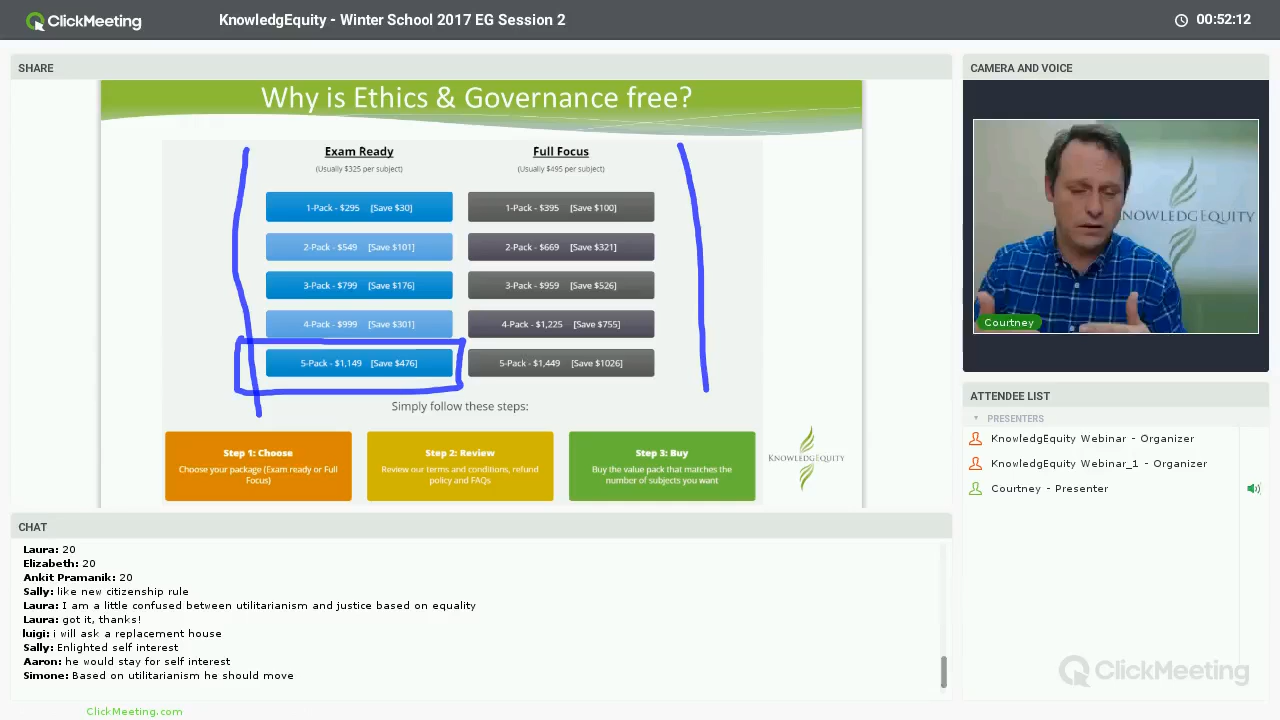 ClickMeeting
KnowledgEquity - Winter School 2017 EG Session 2
00:52:12
SHARE
Why is Ethics & Governance free?
Exam Ready
(Usually $325 per subject)
1-Pack - $295 [Save $30]
2-Pack - $549 [Save $101]
3-Pack - $799 [Save $176]
4-Pack - $999 [Save $301]
5-Pack - $1,149 [Save $476]
Full Focus
(Usually $495 per subject)
1-Pack - $395 [Save $100]
2-Pack - $669 [Save $321]
3-Pack - $959 [Save $526]
4-Pack - $1,225 [Save $755]
5-Pack - $1,449 [Save $1026]
Simply follow these steps:
Step 1: Choose
Choose your package (Exam ready or Full
Focus)
Step 2: Review
Review our terms and conditions, refund
policy and FAQs
Step 3: Buy
Buy the value pack that matches the
number of subjects you want
KNOWLEDGEQUITY
CAMERA AND VOICE
KNOWLEDGEQUITY
Courtney
ATTENDEE LIST
PRESENTERS
KnowledgEquity Webinar - Organizer
KnowledgEquity Webinar_1 - Organizer
Courtney - Presenter
CHAT
Laura: 20
Elizabeth: 20
Ankit Pramanik: 20
Sally: like new citizenship rule
Laura: I am a little confused between utilitarianism and justice based on equality
Laura: got it, thanks!
luigi: i will ask a replacement house
Sally: Enlighted self interest
Aaron: he would stay for self interest
Simone: Based on utilitarianism he should move
ClickMeeting
ClickMeeting.com